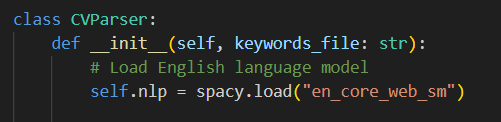 class CVParser:
    def __init__(self, keywords_file: str):
        # Load English language model
        self.nlp = spacy.load("en_core_web_sm")